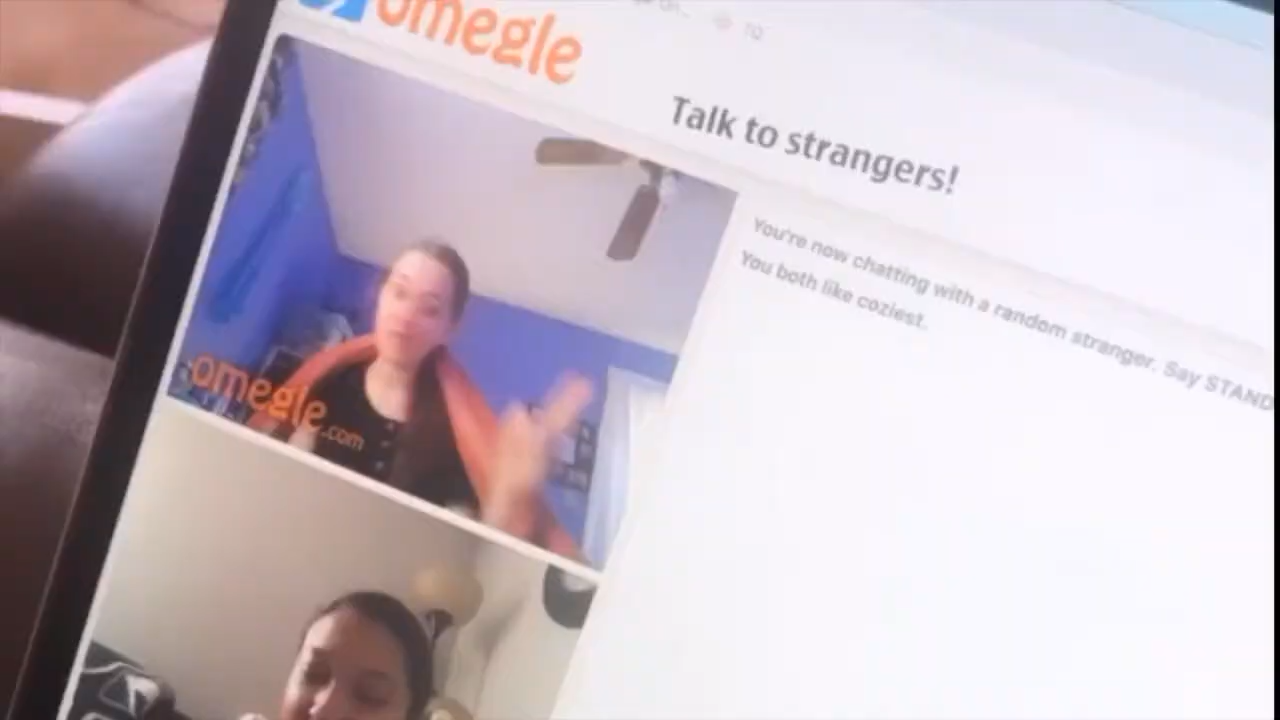 omegle
Talk to strangers!
You're now chatting with a random stranger. Say STAND
You both like coziest.
omegle.com